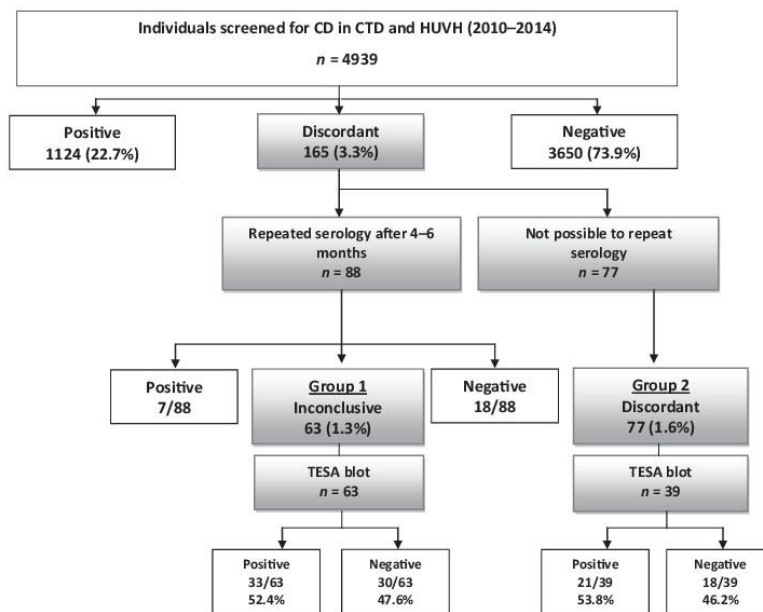 Individuals screened for CD in CTD and HUVH (2010–2014)
n = 4939
Positive
1124 (22.7%)
Discordant
165 (3.3%)
Negative
3650 (73.9%)
Repeated serology after 4–6
months
n = 88
Not possible to repeat
serology
n = 77
Positive
7/88
Group 1
Inconclusive
63 (1.3%)
Negative
18/88
Group 2
Discordant
77 (1.6%)
TESA blot
n = 63
TESA blot
n = 39
Positive
33/63
52.4%
Negative
30/63
47.6%
Positive
21/39
53.8%
Negative
18/39
46.2%